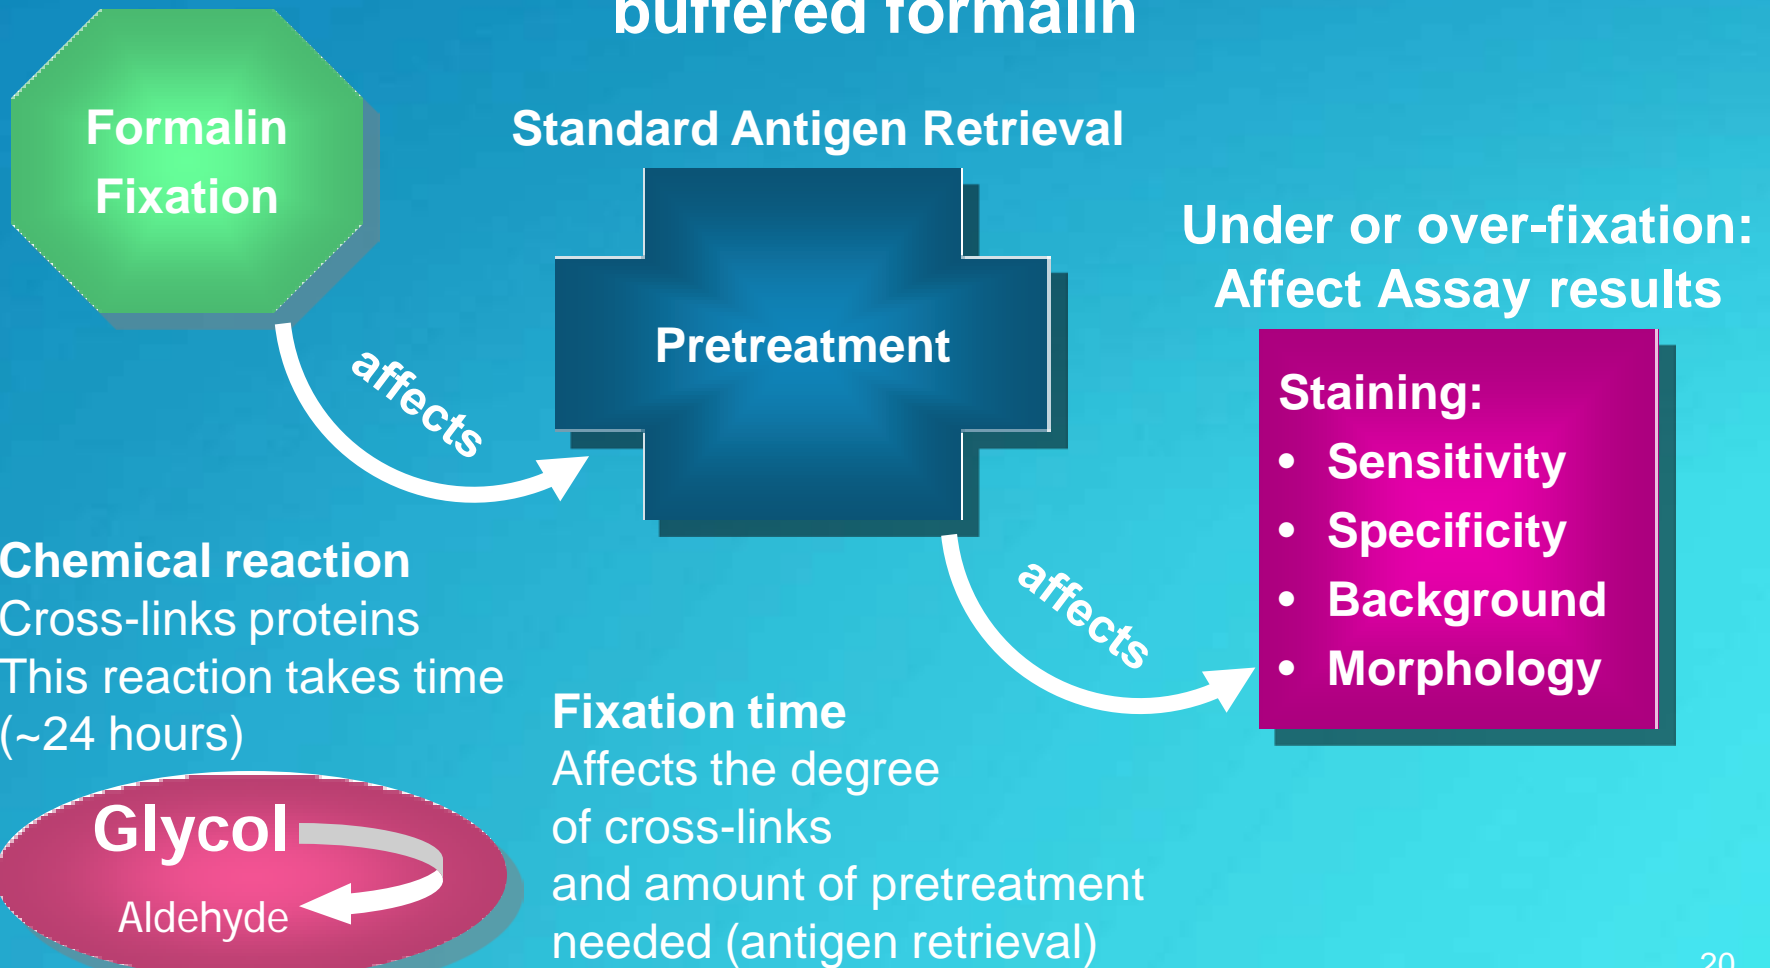 buffered formalin
Formalin
Fixation
Standard Antigen Retrieval
Pretreatment
affects
Under or over-fixation:
Affect Assay results
Staining:
• Sensitivity
• Specificity
• Background
• Morphology
affects
Chemical reaction
Cross-links proteins
This reaction takes time
(~24 hours)
Glycol
Aldehyde
Fixation time
Affects the degree
of cross-links
and amount of pretreatment
needed (antigen retrieval)
20